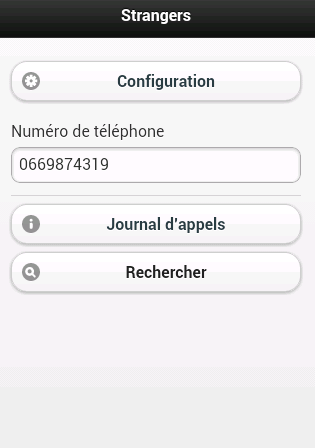 Strangers
Configuration
Numéro de téléphone
0669874319
Journal d'appels
Rechercher